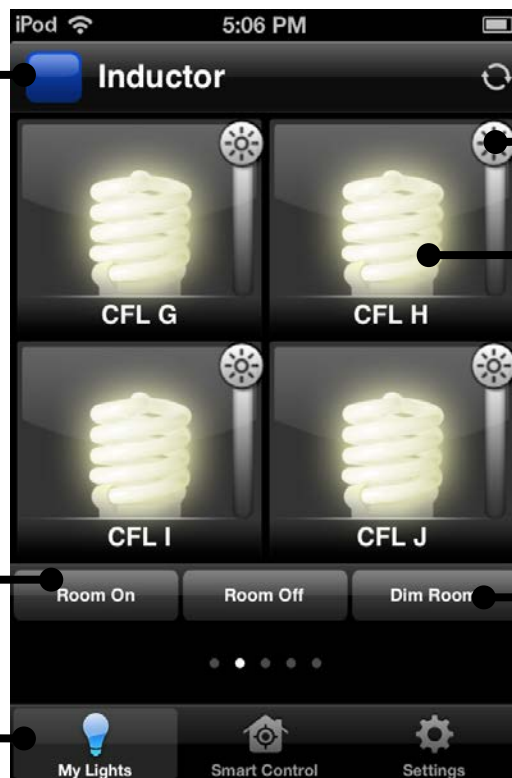 iPod 5:06 PM
Inductor
CFL G CFL H
CFL I CFL J
Room On Room Off Dim Room
My Lights Smart Control Settings